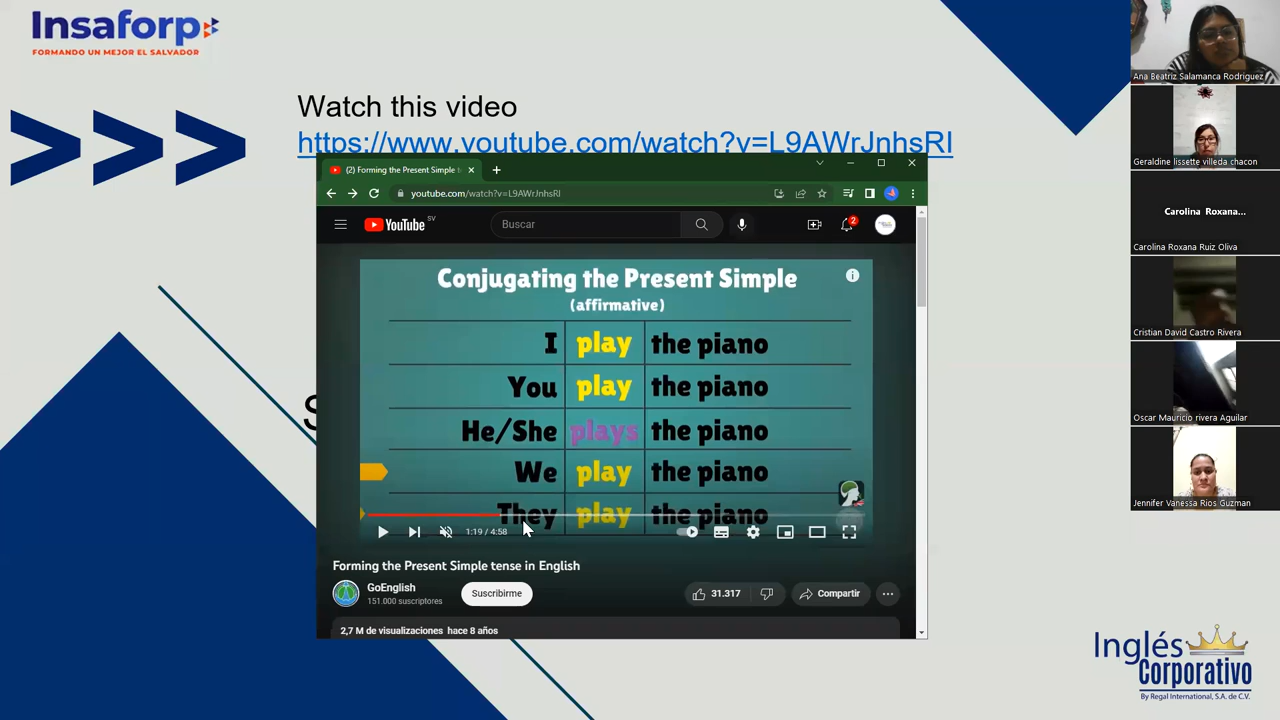 Insaforp
FORMANDO UN MEJOR EL SALVADOR
Watch this video
https://www.youtube.com/watch?v=L9AWrJnhsRI
(2) Forming the Present Simple
youtube.com/watch?v=L9AWrJnhsRI
YouTube SV
Buscar
2
Conjugating the Present Simple
(affirmative)
I play the piano
You play the piano
He/She plays the piano
We play the piano
They play the piano
1:19 / 4:58
Forming the Present Simple tense in English
GoEnglish
151.000 suscriptores
Suscribirme
31.317
Compartir
2,7 M de visualizaciones hace 8 años
Ana Beatriz Salamanca Rodriguez
Geraldine lissette villeda chacon
Carolina Roxana...
Carolina Roxana Ruiz Oliva
Cristian David Castro Rivera
Oscar Mauricio rivera Aguilar
Jennifer Vanessa Rios Guzman
Inglés
Corporativo
By Regal International, S.A. de C.V.